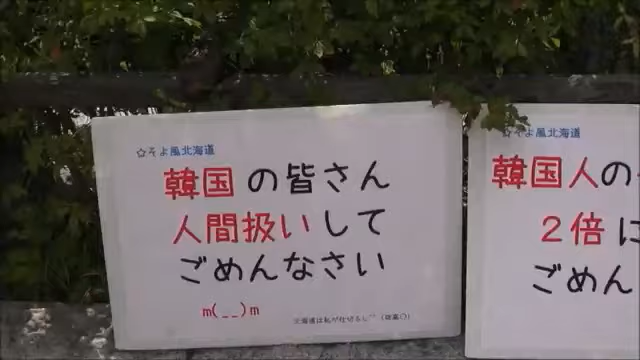 ☆そよ風北海道
韓国の皆さん
人間扱いして
ごめんなさい
m(__)m
☆そよ風北海道
韓国人の
2倍に
ごめん